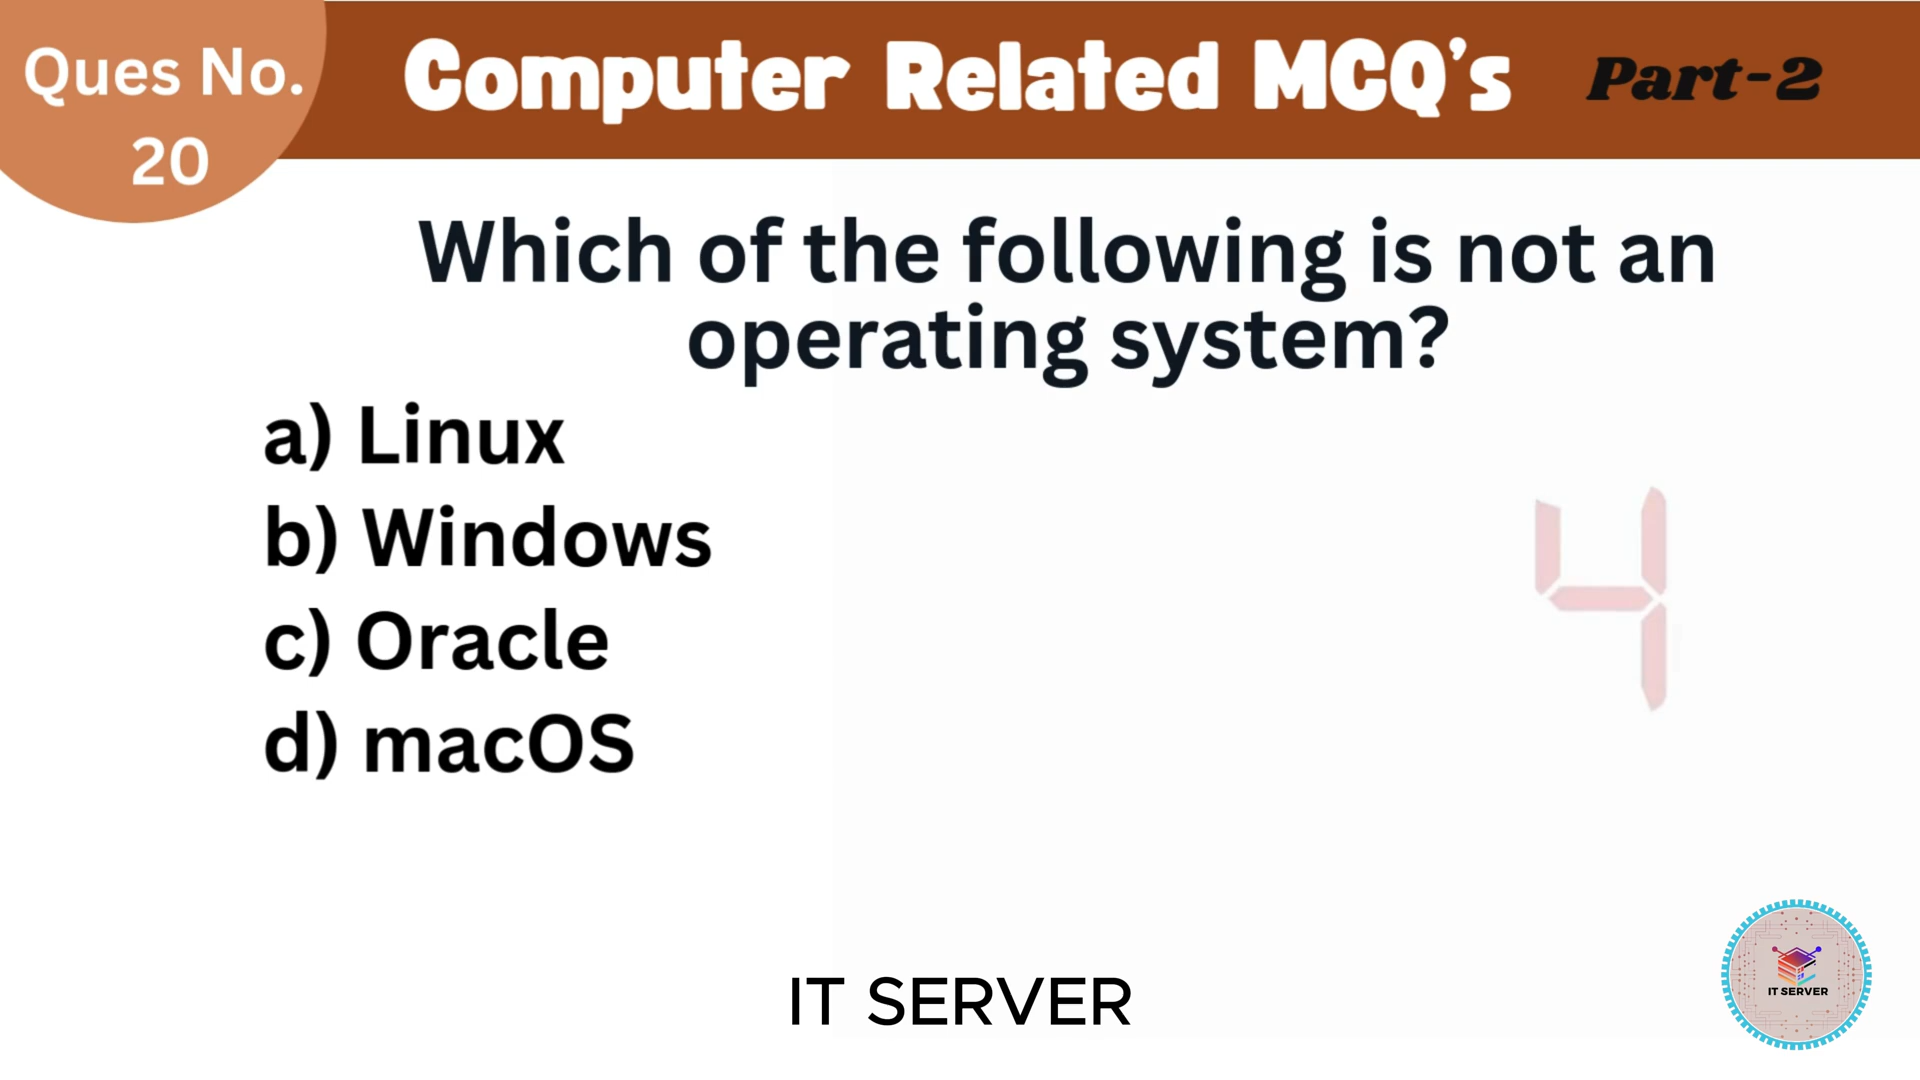 Ques No.
20
Computer Related MCQ's Part-2
Which of the following is not an
operating system?
a) Linux
b) Windows
c) Oracle
d) macOS
4
IT SERVER
IT SERVER